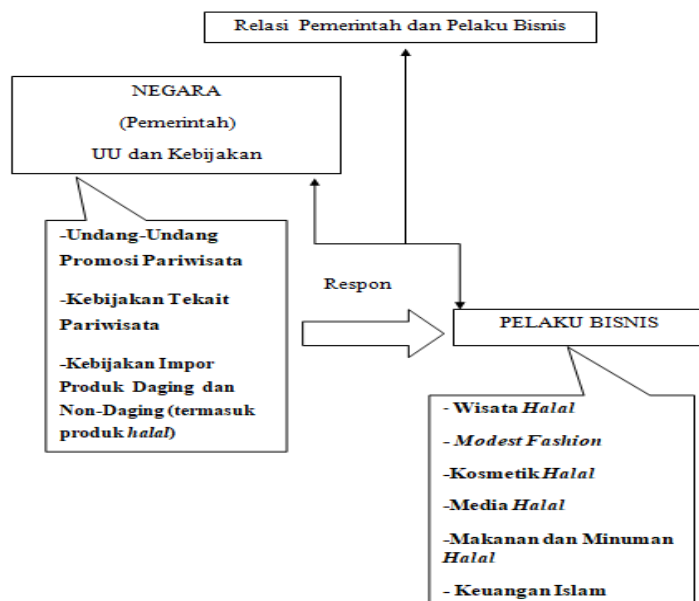 Relasi Pemerintah dan Pelaku Bisnis
NEGARA
(Pemerintah)
UU dan Kebijakan
-Undang-Undang
Promosi Pariwisata
-Kebijakan Tekait
Pariwisata
-Kebijakan Impor
Produk Daging dan
Non-Daging (termasuk
produk halal)
Respon
PELAKU BISNIS
- Wisata Halal
- Modest Fashion
-Kosmetik Halal
-Media Halal
-Makanan dan Minuman
Halal
- Keuangan Islam